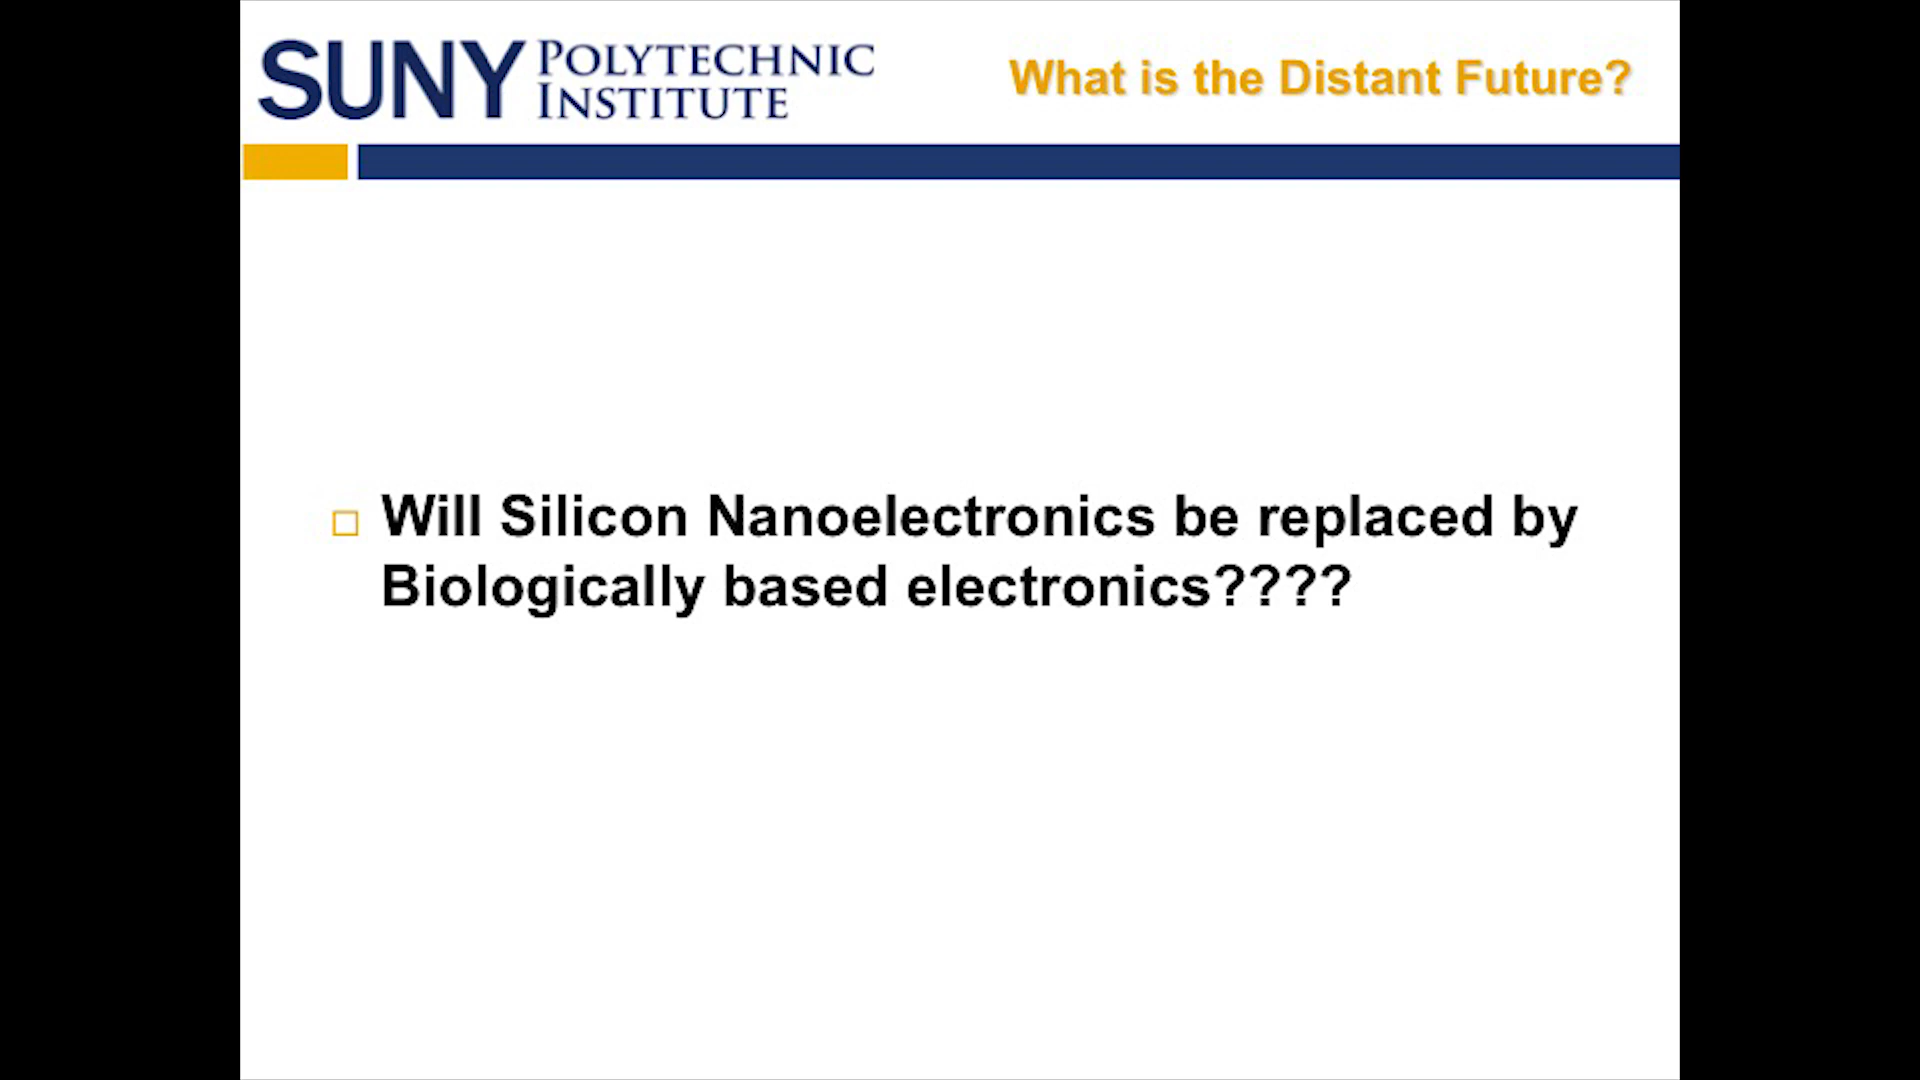 SUNY POLYTECHNIC INSTITUTE
What is the Distant Future?
Will Silicon Nanoelectronics be replaced by
Biologically based electronics????